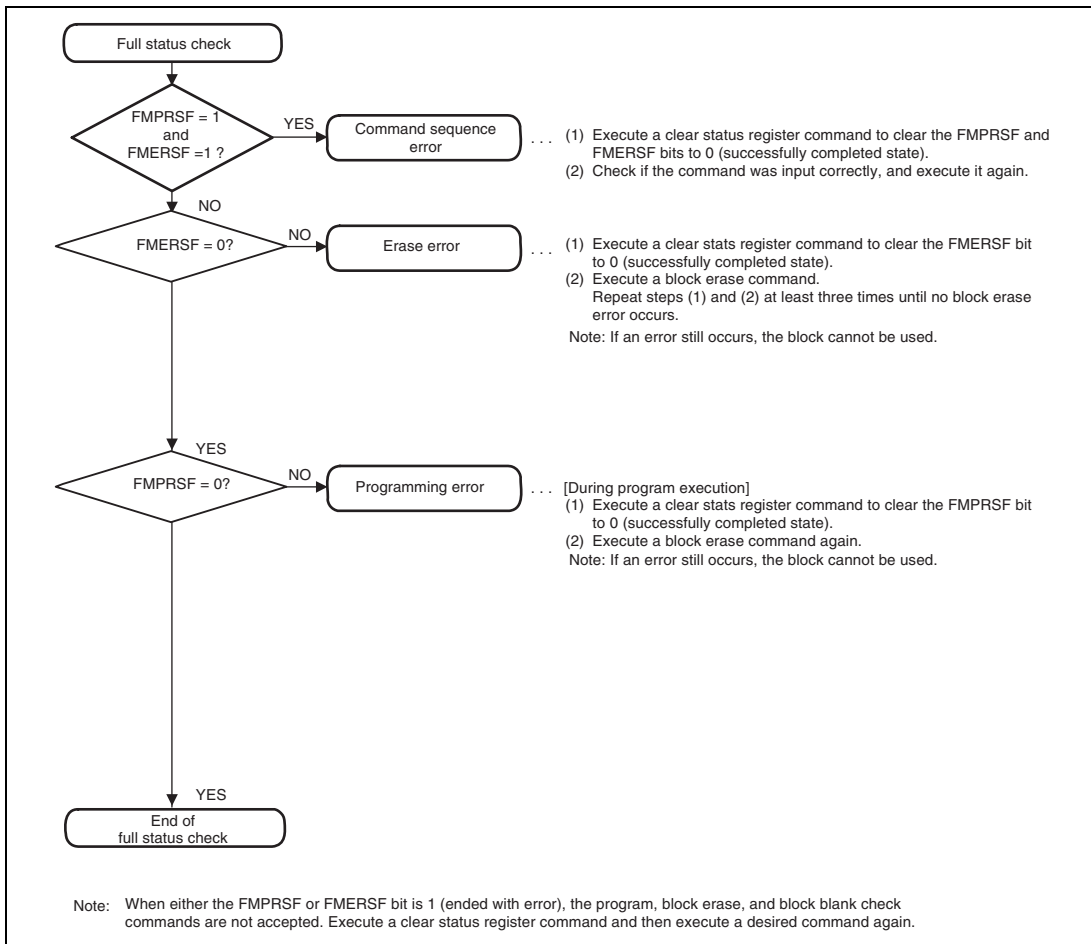 Full status check
FMPRSF = 1
and
FMERSF =1 ?
YES
Command sequence
error
. . .
(1) Execute a clear status register command to clear the FMPRSF and
FMERSF bits to 0 (successfully completed state).
(2) Check if the command was input correctly, and execute it again.
NO
FMERSF = 0?
NO
Erase error
. . .
(1) Execute a clear stats register command to clear the FMERSF bit
to 0 (successfully completed state).
(2) Execute a block erase command.
Repeat steps (1) and (2) at least three times until no block erase
error occurs.
Note: If an error still occurs, the block cannot be used.
YES
FMPRSF = 0?
NO
Programming error
. . .
[During program execution]
(1) Execute a clear stats register command to clear the FMPRSF bit
to 0 (successfully completed state).
(2) Execute a block erase command again.
Note: If an error still occurs, the block cannot be used.
YES
End of
full status check
Note: When either the FMPRSF or FMERSF bit is 1 (ended with error), the program, block erase, and block blank check
commands are not accepted. Execute a clear status register command and then execute a desired command again.